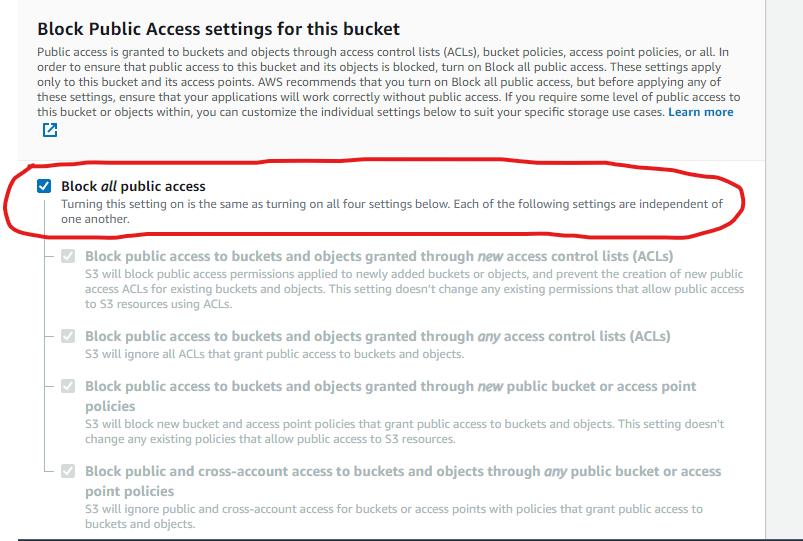 Block Public Access settings for this bucket
Public access is granted to buckets and objects through access control lists (ACLs), bucket policies, access point policies, or all. In
order to ensure that public access to this bucket and its objects is blocked, turn on Block all public access. These settings apply
only to this bucket and its access points. AWS recommends that you turn on Block all public access, but before applying any of
these settings, ensure that your applications will work correctly without public access. If you require some level of public access to
this bucket or objects within, you can customize the individual settings below to suit your specific storage use cases. Learn more
Block all public access
Turning this setting on is the same as turning on all four settings below. Each of the following settings are independent of
one another.
Block public access to buckets and objects granted through new access control lists (ACLs)
S3 will block public access permissions applied to newly added buckets or objects, and prevent the creation of new public
access ACLs for existing buckets and objects. This setting doesn't change any existing permissions that allow public access
to S3 resources using ACLs.
Block public access to buckets and objects granted through any access control lists (ACLs)
S3 will ignore all ACLs that grant public access to buckets and objects.
Block public access to buckets and objects granted through new public bucket or access point
policies
S3 will block new bucket and access point policies that grant public access to buckets and objects. This setting doesn't
change any existing policies that allow public access to S3 resources.
Block public and cross-account access to buckets and objects through any public bucket or access
point policies
S3 will ignore public and cross-account access for buckets or access points with policies that grant public access to
buckets and objects.